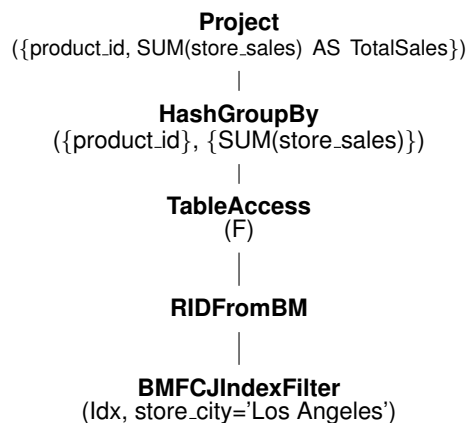 Project
({product_id, SUM(store_sales) AS TotalSales})
HashGroupBy
({product_id}, {SUM(store_sales)})
TableAccess
(F)
RIDFromBM
BMFCJIndexFilter
(Idx, store_city='Los Angeles')